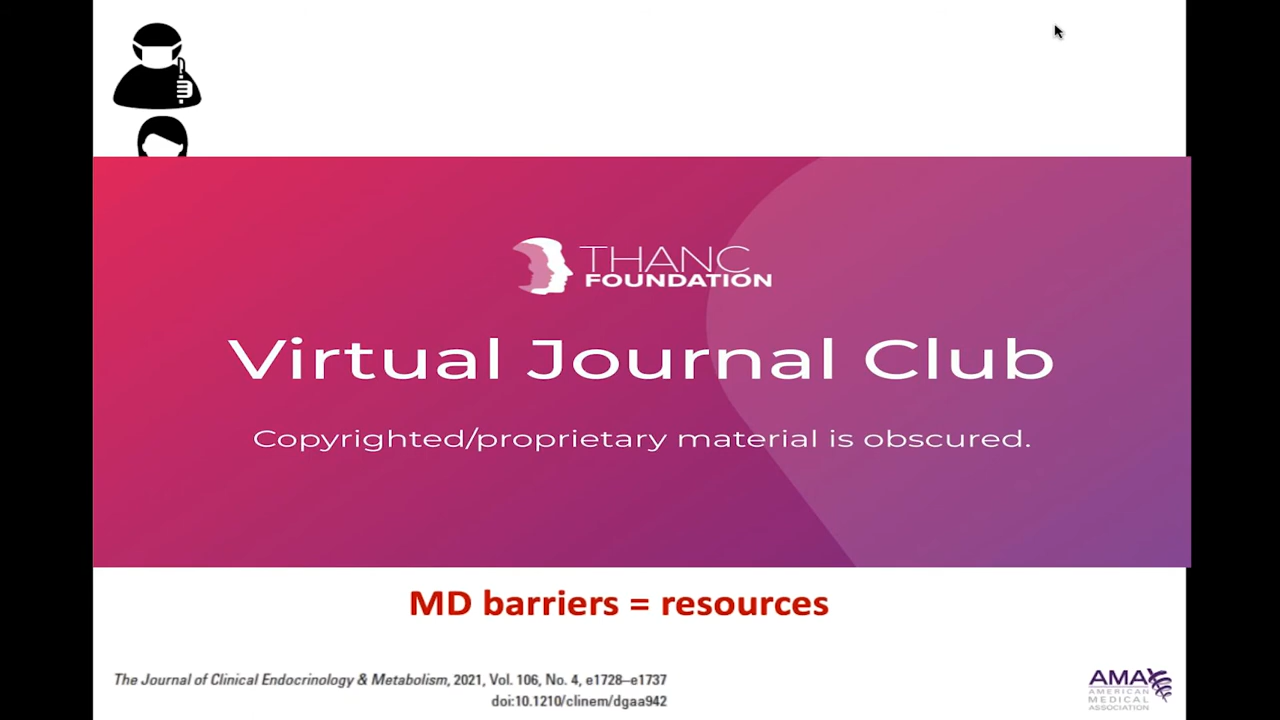 THANC
FOUNDATION
Virtual Journal Club
Copyrighted/proprietary material is obscured.
MD barriers = resources
The Journal of Clinical Endocrinology & Metabolism, 2021, Vol. 106, No. 4, e1728–e1737
doi:10.1210/clinem/dgaa942
AMA
AMERICAN
MEDICAL
ASSOCIATION